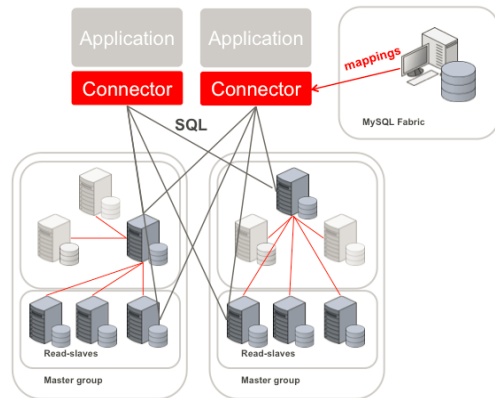 Application
Application
Connector
Connector
mappings
MySQL Fabric
SQL
Read-slaves
Read-slaves
Master group
Master group